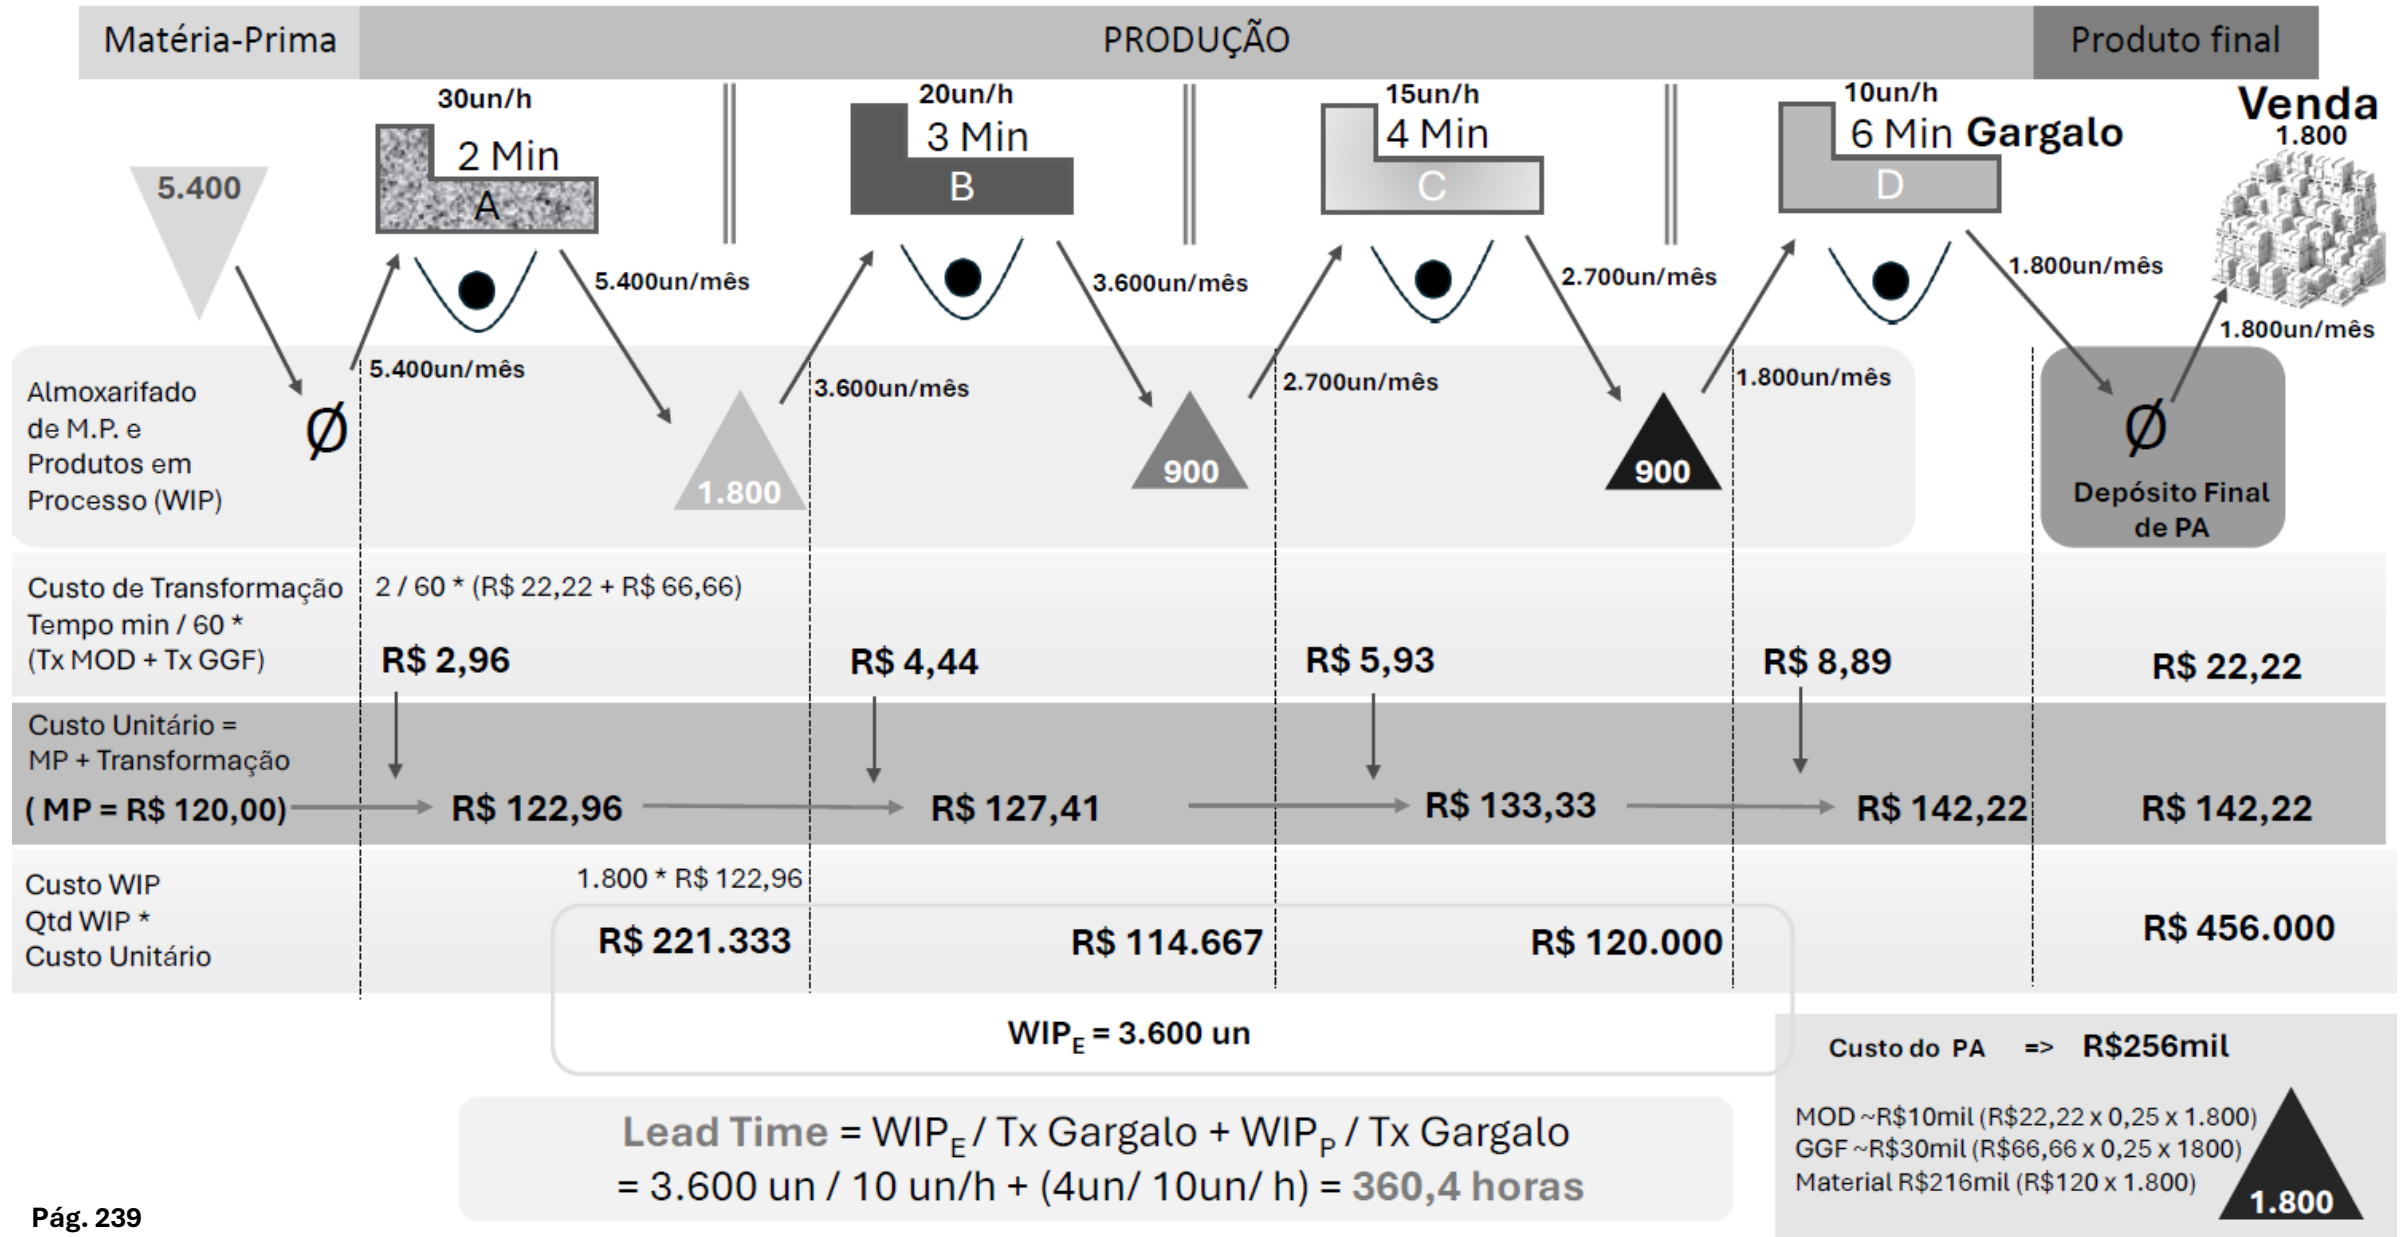 Matéria-Prima
PRODUÇÃO
Produto final
30un/h
2 Min
A
20un/h
3 Min
B
15un/h
4 Min
C
10un/h
6 Min Gargalo
D
Venda
1.800
5.400
5.400un/mês
3.600un/mês
2.700un/mês
1.800un/mês
1.800un/mês
5.400un/mês
3.600un/mês
2.700un/mês
1.800un/mês
Almoxarifado
de M.P. e
Produtos em
Processo (WIP)
Ø
1.800
900
900
Ø
Depósito Final
de PA
Custo de Transformação
Tempo min / 60 *
(Tx MOD + Tx GGF)
2 / 60 * (R$ 22,22 + R$ 66,66)
R$ 2,96
R$ 4,44
R$ 5,93
R$ 8,89
R$ 22,22
Custo Unitário =
MP + Transformação
( MP = R$ 120,00)
R$ 122,96
R$ 127,41
R$ 133,33
R$ 142,22
R$ 142,22
Custo WIP
Qtd WIP *
Custo Unitário
1.800 * R$ 122,96
R$ 221.333
R$ 114.667
R$ 120.000
R$ 456.000
WIPE = 3.600 un
Custo do PA => R$256mil
MOD ~R$10mil (R$22,22 x 0,25 x 1.800)
GGF ~R$30mil (R$66,66 x 0,25 x 1800)
Material R$216mil (R$120 x 1.800)
1.800
Lead Time = WIPE / Tx Gargalo + WIPP / Tx Gargalo
= 3.600 un / 10 un/h + (4un/ 10un/ h) = 360,4 horas
Pág. 239